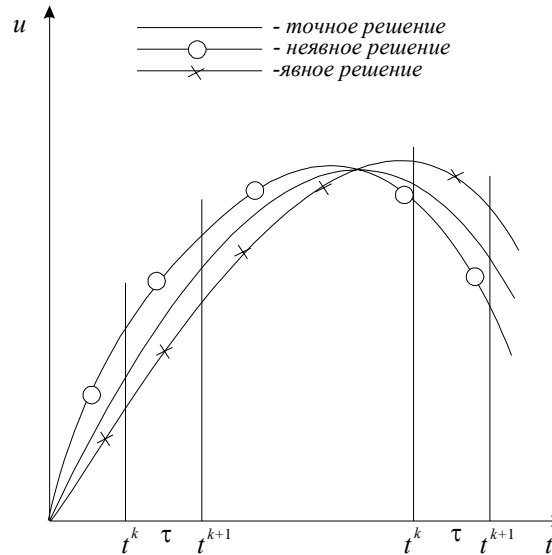 u
- точное решение
- неявное решение
-явное решение
t^k τ t^{k+1} t^k τ t^{k+1} t